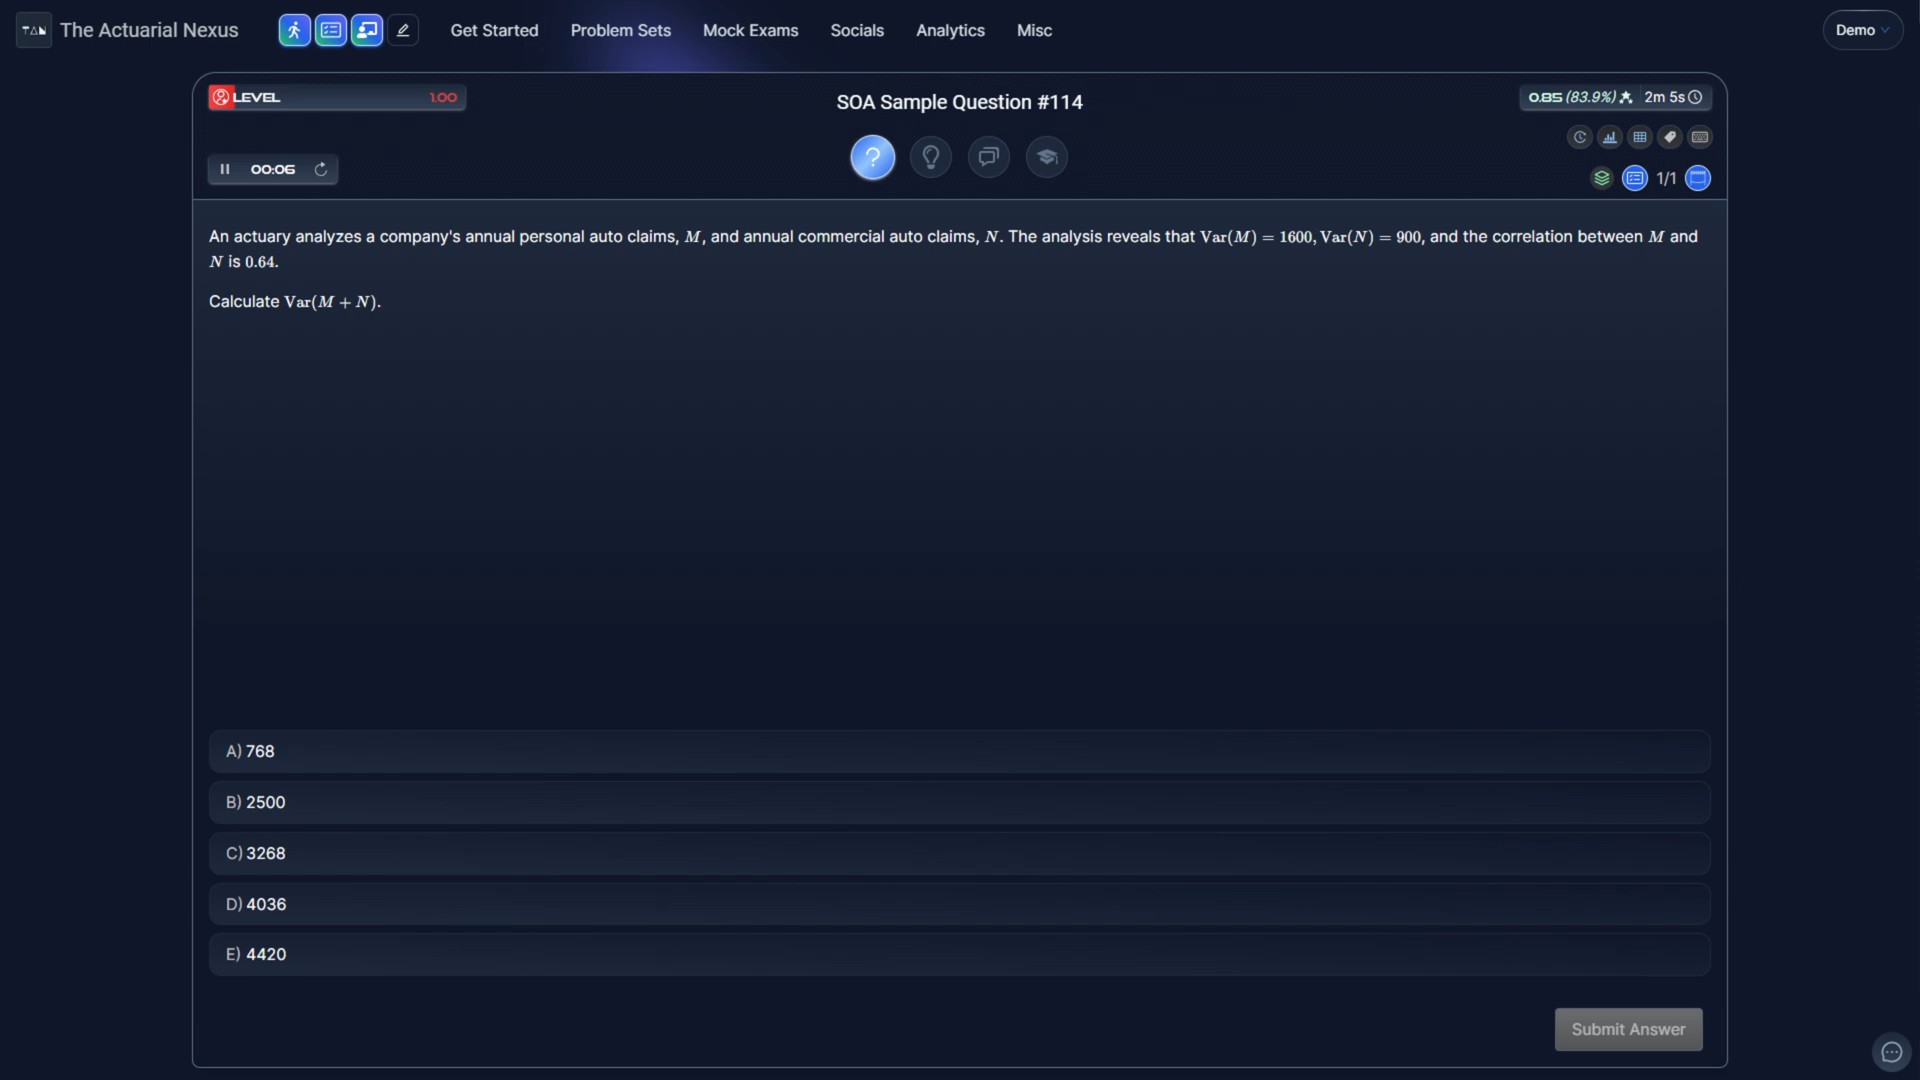 The Actuarial Nexus
Get Started
Problem Sets
Mock Exams
Socials
Analytics
Misc
Demo
LEVEL 1.00
SOA Sample Question #114
0.85 (83.9%) 2m 5s
00:06
?
1/1
An actuary analyzes a company's annual personal auto claims, M, and annual commercial auto claims, N. The analysis reveals that Var(M) = 1600, Var(N) = 900, and the correlation between M and
N is 0.64.
Calculate Var(M + N).
A) 768
B) 2500
C) 3268
D) 4036
E) 4420
Submit Answer